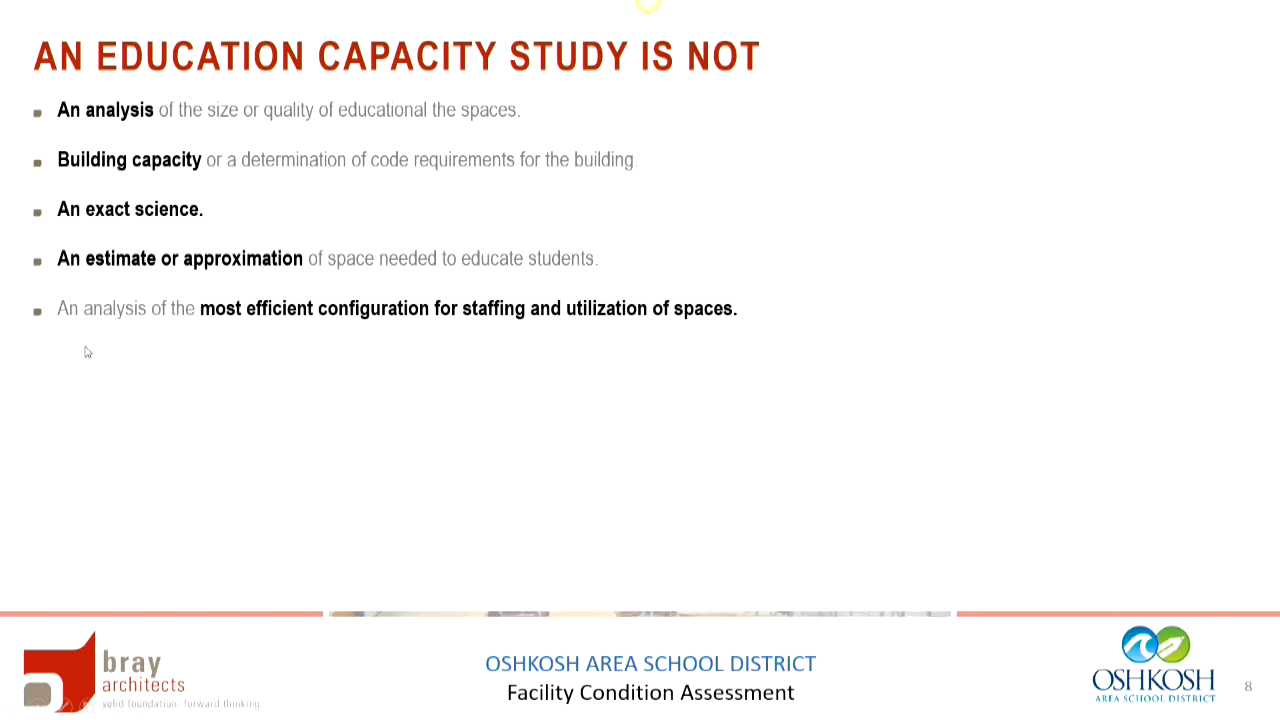 AN EDUCATION CAPACITY STUDY IS NOT
An analysis of the size or quality of educational the spaces.
Building capacity or a determination of code requirements for the building.
An exact science.
An estimate or approximation of space needed to educate students.
An analysis of the most efficient configuration for staffing and utilization of spaces.
bray
architects
solid foundation. forward thinking
OSHKOSH AREA SCHOOL DISTRICT
Facility Condition Assessment
OSHKOSH
AREA SCHOOL DISTRICT
8